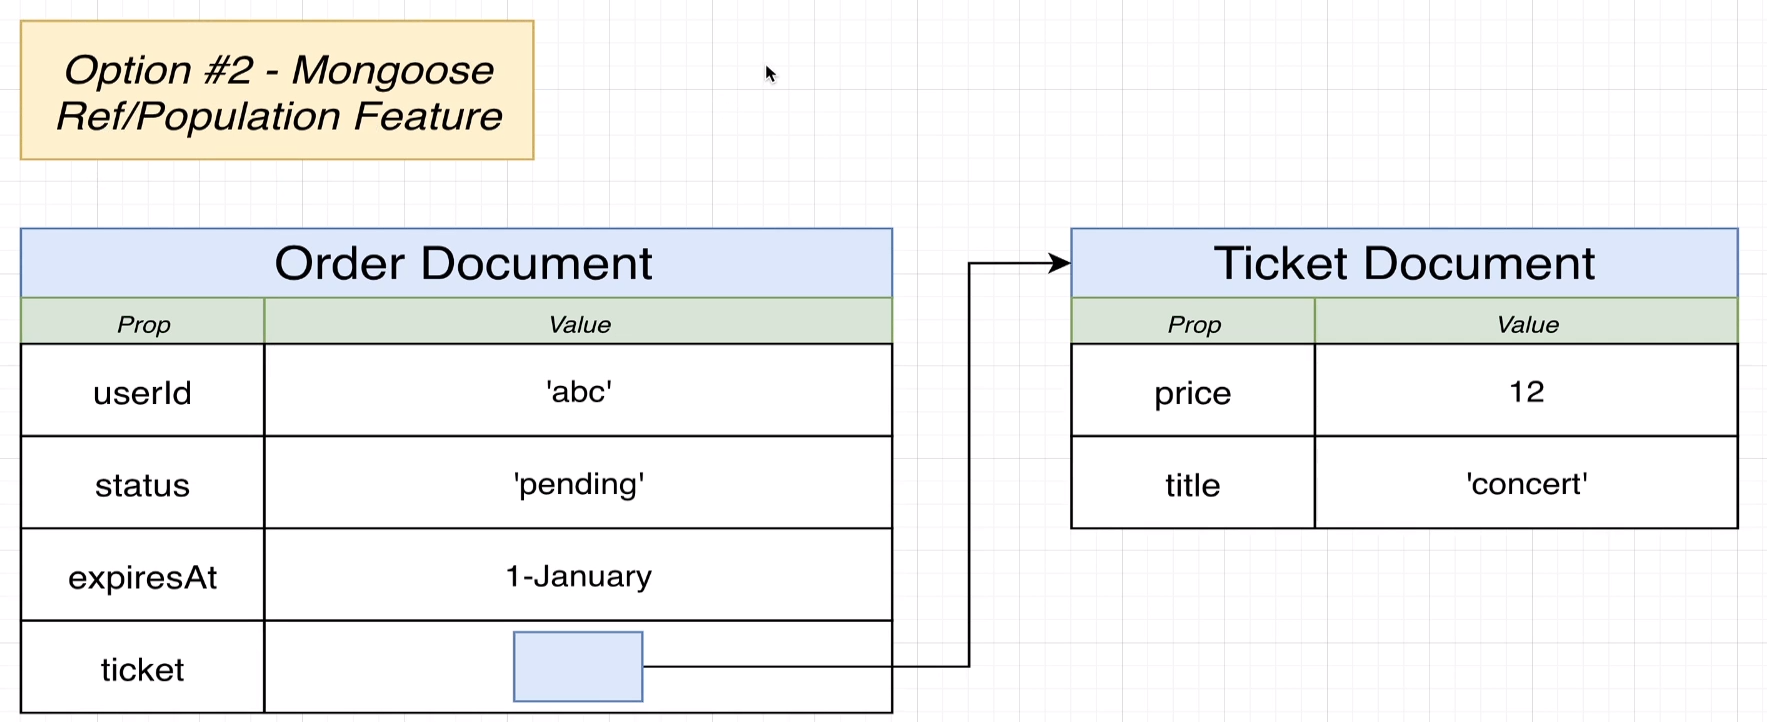 Option #2 - Mongoose
Ref/Population Feature
Order Document
Prop Value
userId 'abc'
status 'pending'
expiresAt 1-January
ticket
Ticket Document
Prop Value
price 12
title 'concert'